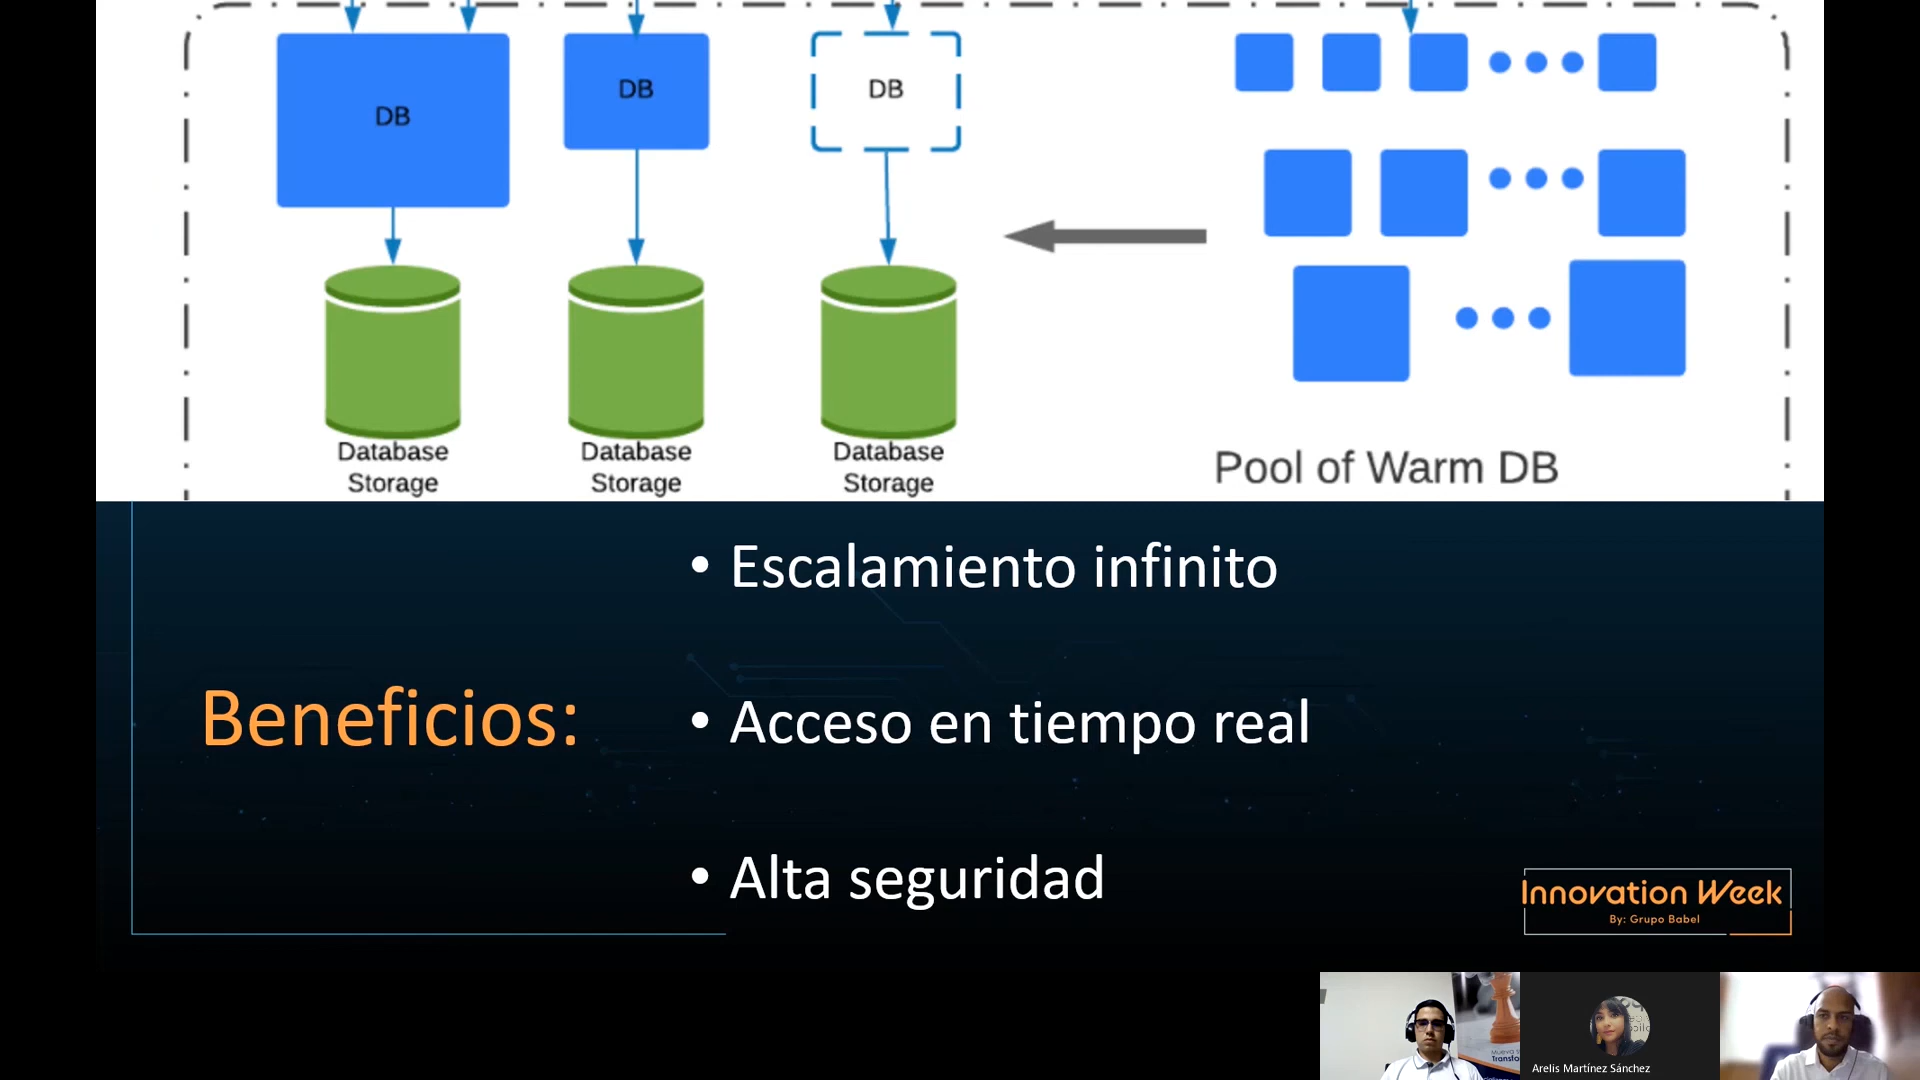 DB
DB
DB
Database
Storage
Database
Storage
Database
Storage
Pool of Warm DB
Beneficios:
• Escalamiento infinito
• Acceso en tiempo real
• Alta seguridad
Innovation Week
By: Grupo Babel
Arelis Martínez Sánchez